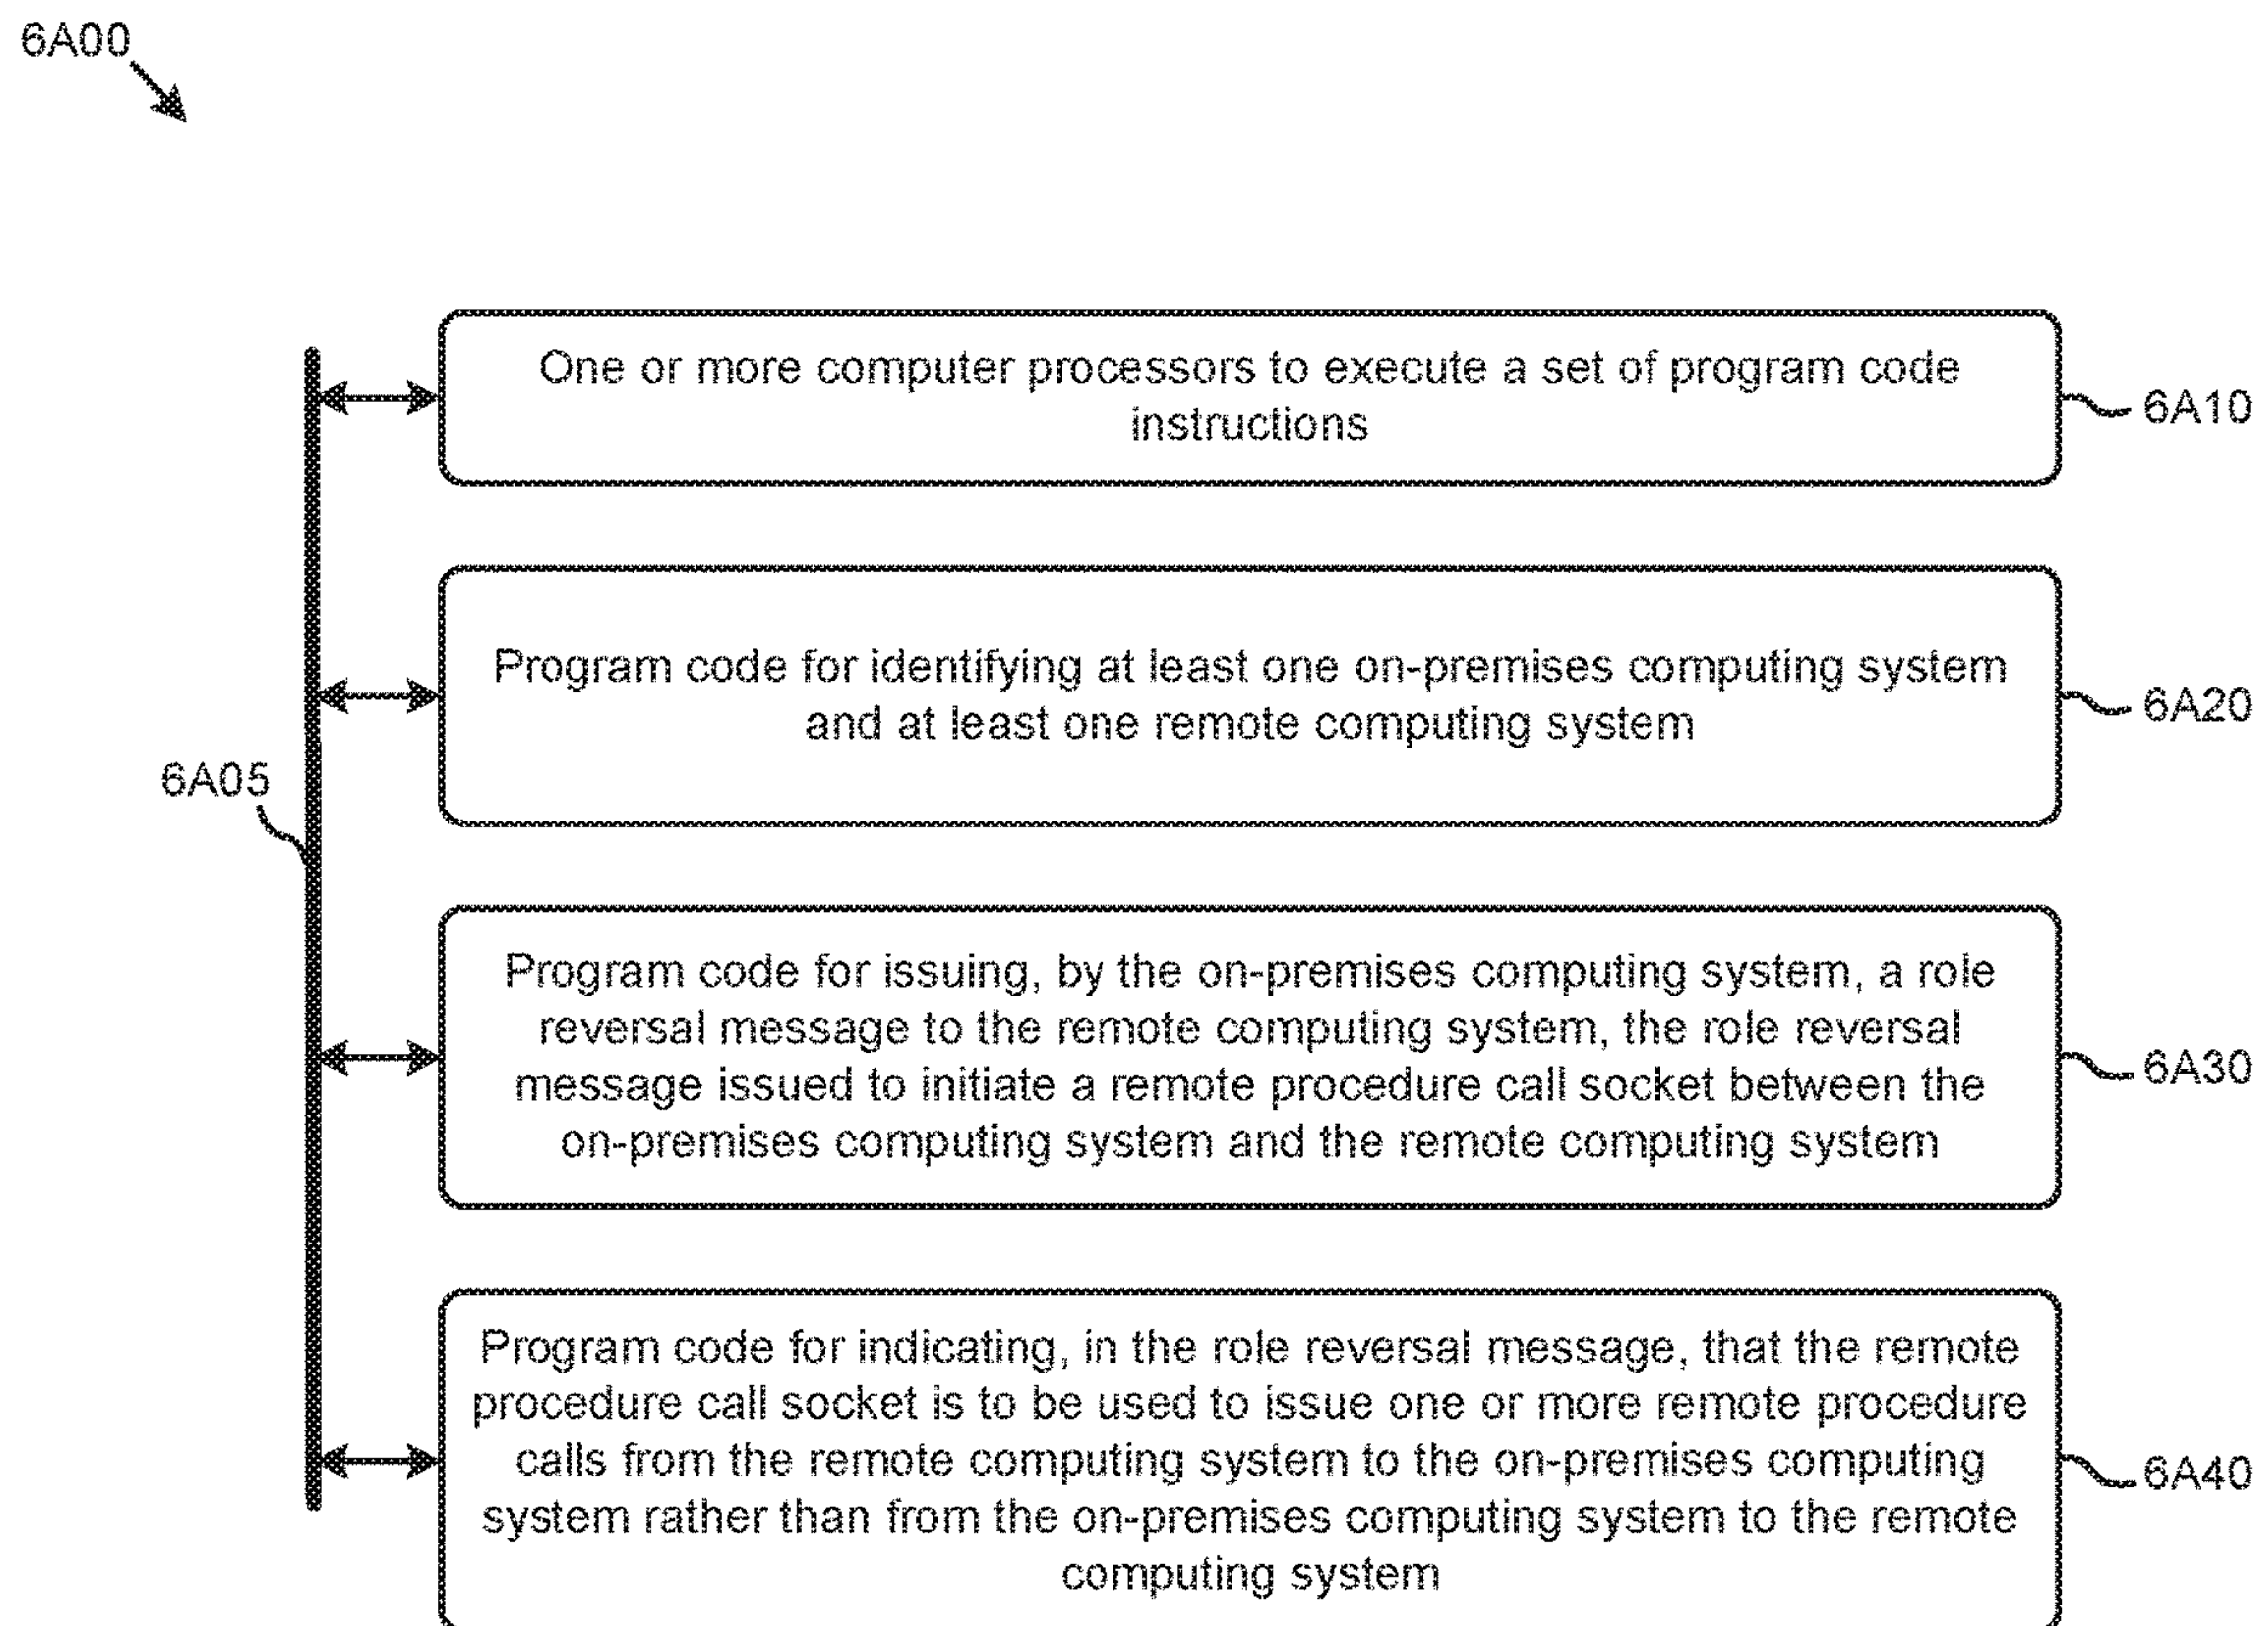 6A00
One or more computer processors to execute a set of program code
instructions
6A10
Program code for identifying at least one on-premises computing system
and at least one remote computing system
6A20
6A05
Program code for issuing, by the on-premises computing system, a role
reversal message to the remote computing system, the role reversal
message issued to initiate a remote procedure call socket between the
on-premises computing system and the remote computing system
6A30
Program code for indicating, in the role reversal message, that the remote
procedure call socket is to be used to issue one or more remote procedure
calls from the remote computing system to the on-premises computing
system rather than from the on-premises computing system to the remote
computing system
6A40